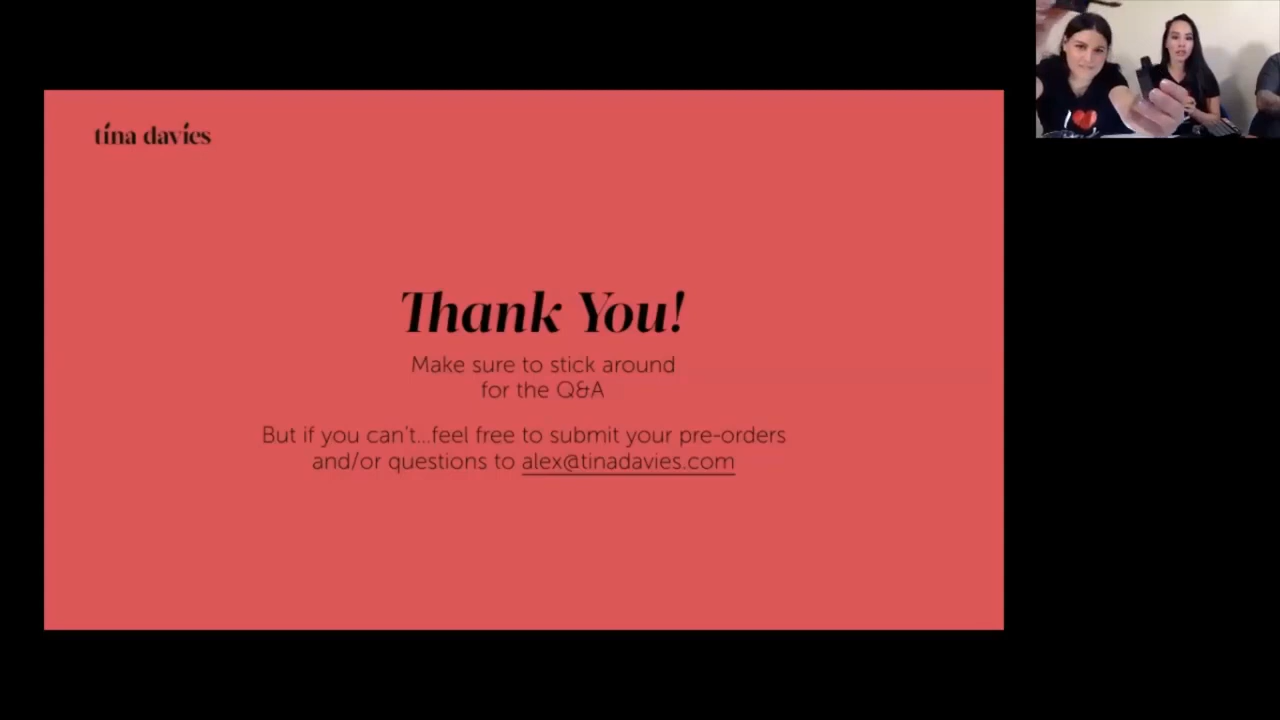 tina davies
Thank You!
Make sure to stick around
for the Q&A
But if you can't...feel free to submit your pre-orders
and/or questions to alex@tinadavies.com